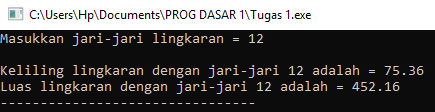 C:\Users\Hp\Documents\PROG DASAR 1\Tugas 1.exe
Masukkan jari-jari lingkaran = 12
Keliling lingkaran dengan jari-jari 12 adalah = 75.36
Luas lingkaran dengan jari-jari 12 adalah = 452.16
--------------------------------